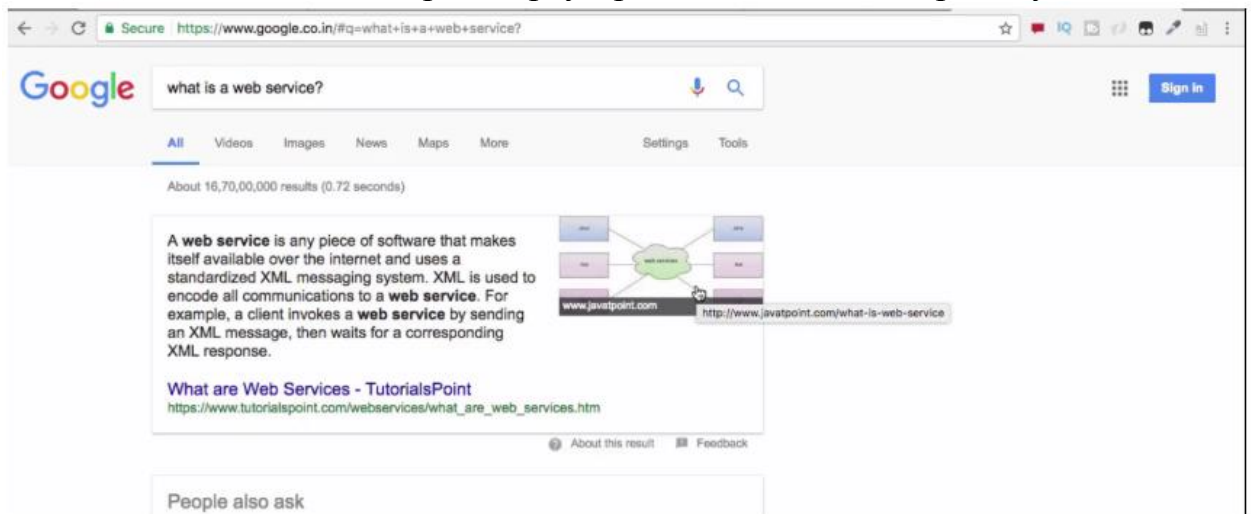 Secure https://www.google.co.in/#q=what+is+a+web+service?
IQ
Google what is a web service?
Sign in
All Videos Images News Maps More Settings Tools
About 16,70,00,000 results (0.72 seconds)
A web service is any piece of software that makes
itself available over the internet and uses a
standardized XML messaging system. XML is used to
encode all communications to a web service. For
example, a client invokes a web service by sending
an XML message, then waits for a corresponding
XML response.
web services
www.javatpoint.com
http://www.javatpoint.com/what-is-web-service
What are Web Services - TutorialsPoint
https://www.tutorialspoint.com/webservices/what_are_web_services.htm
About this result Feedback
People also ask